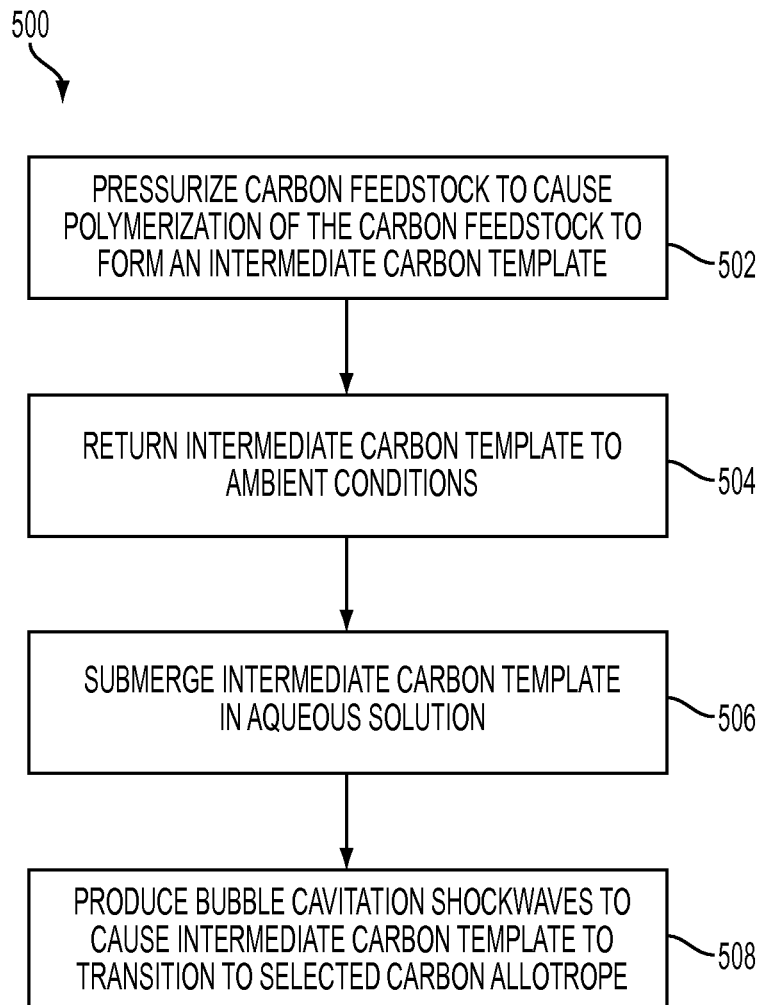 500
PRESSURIZE CARBON FEEDSTOCK TO CAUSE
POLYMERIZATION OF THE CARBON FEEDSTOCK TO
FORM AN INTERMEDIATE CARBON TEMPLATE
502
RETURN INTERMEDIATE CARBON TEMPLATE TO
AMBIENT CONDITIONS
504
SUBMERGE INTERMEDIATE CARBON TEMPLATE
IN AQUEOUS SOLUTION
506
PRODUCE BUBBLE CAVITATION SHOCKWAVES TO
CAUSE INTERMEDIATE CARBON TEMPLATE TO
TRANSITION TO SELECTED CARBON ALLOTROPE
508